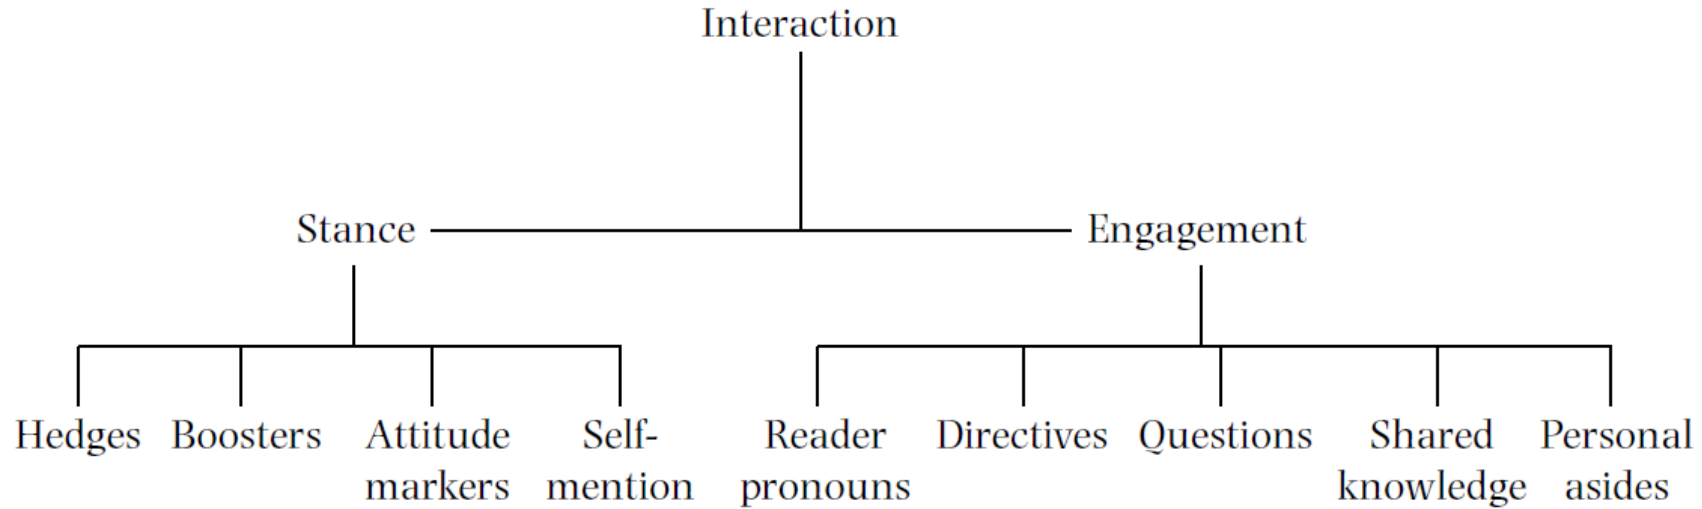 Interaction
Stance
Engagement
Hedges
Boosters
Attitude
markers
Self-
mention
Reader
pronouns
Directives
Questions
Shared
knowledge
Personal
asides